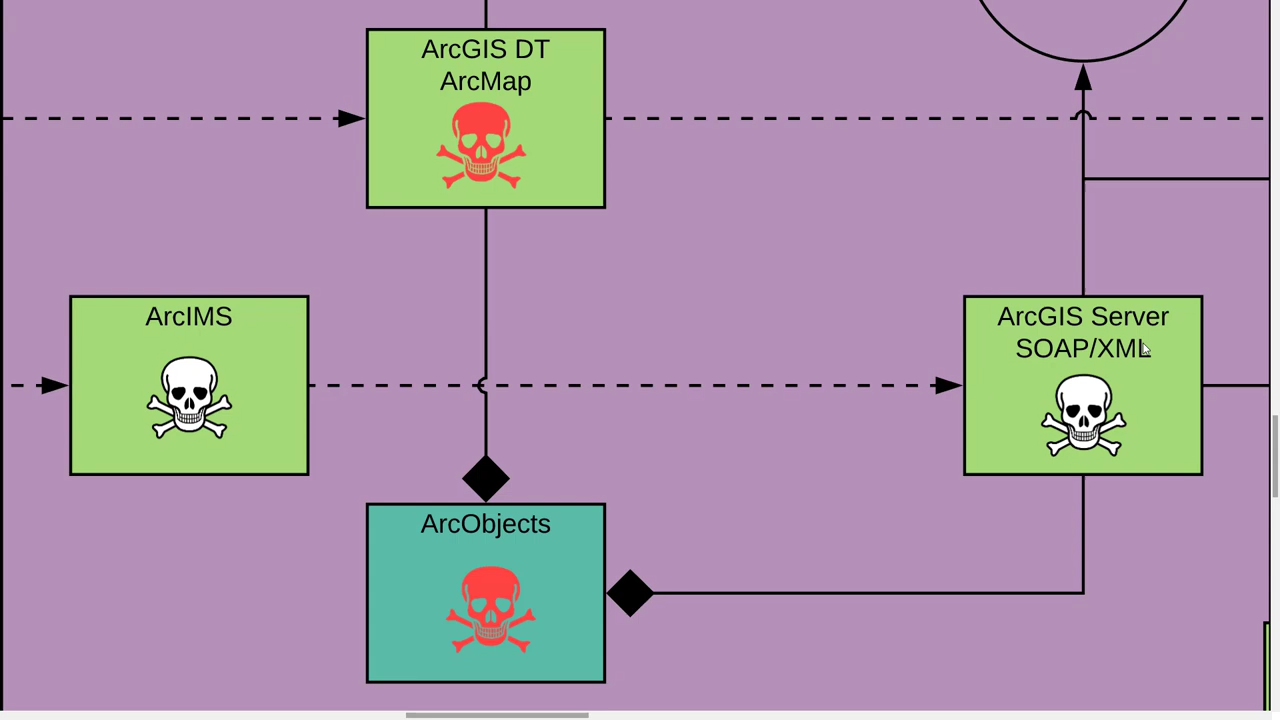 ArcGIS DT
ArcMap
ArcIMS
ArcGIS Server
SOAP/XML
ArcObjects